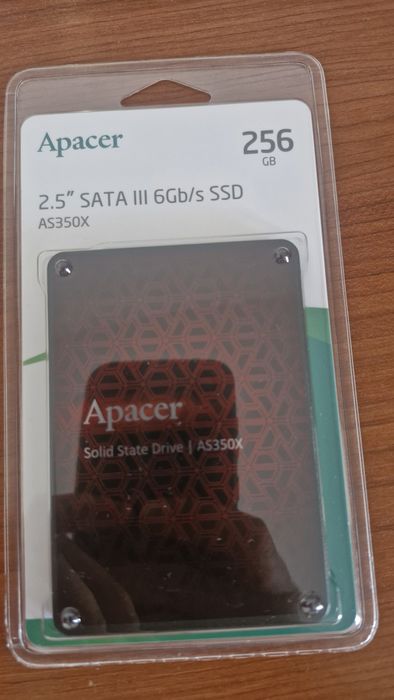 Apacer
256
GB
2.5" SATA III 6Gb/s SSD
AS350X
Apacer
Solid State Drive | AS350X